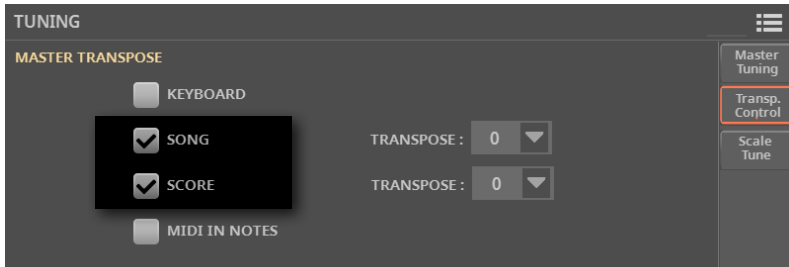 TUNING
MASTER TRANSPOSE
KEYBOARD
SONG TRANSPOSE : 0
SCORE TRANSPOSE : 0
MIDI IN NOTES
Master
Tuning
Transp.
Control
Scale
Tune